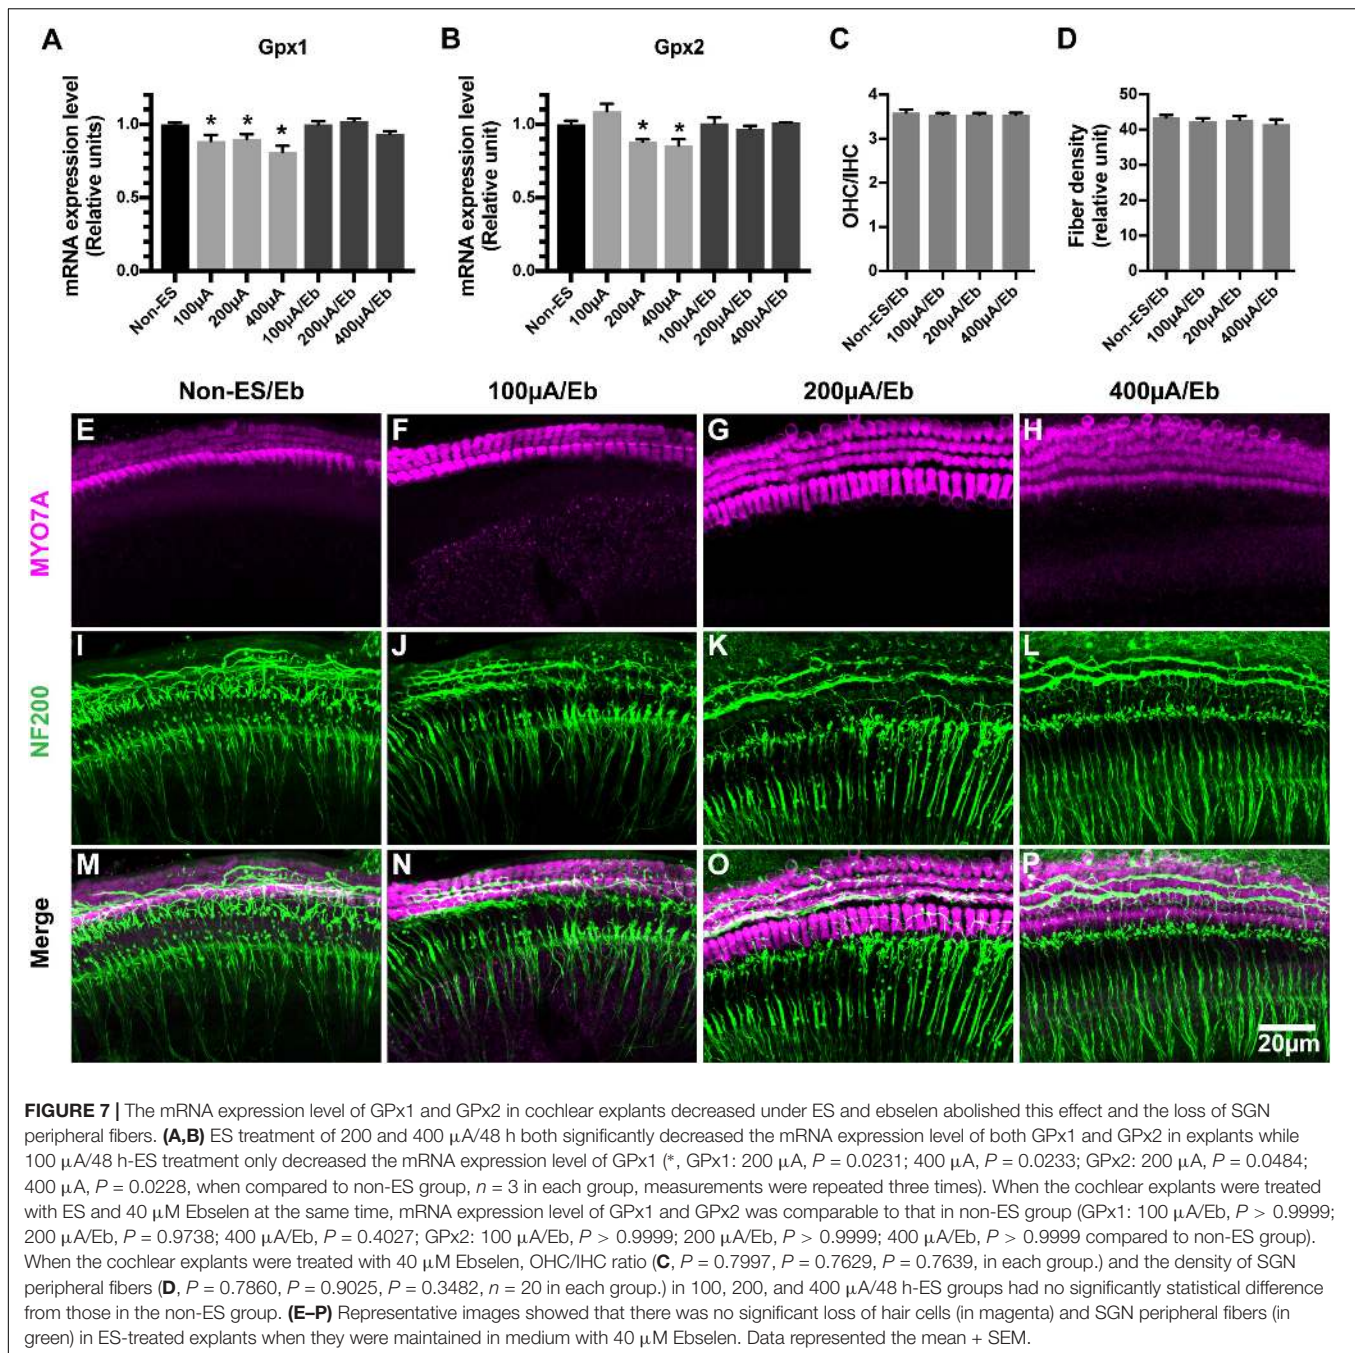 A
Gpx1
mRNA expression level
(Relative units)
1.0
0.5
0.0
Non-ES
100µA
200µA
400µA
100µA/Eb
200µA/Eb
400µA/Eb
* * *
B
Gpx2
mRNA expression level
(Relative unit)
1.0
0.5
0.0
Non-ES
100µA
200µA
400µA
100µA/Eb
200µA/Eb
400µA/Eb
* *
C
OHC/IHC
4
3
2
1
0
Non-ES/Eb
100µA/Eb
200µA/Eb
400µA/Eb
D
Fiber density
(relative unit)
50
40
30
20
10
0
Non-ES/Eb
100µA/Eb
200µA/Eb
400µA/Eb
Non-ES/Eb 100µA/Eb 200µA/Eb 400µA/Eb
MYO7A
E F G H
NF200
I J K L
Merge
M N O P
20µm
FIGURE 7 | The mRNA expression level of GPx1 and GPx2 in cochlear explants decreased under ES and ebselen abolished this effect and the loss of SGN
peripheral fibers. (A,B) ES treatment of 200 and 400 µA/48 h both significantly decreased the mRNA expression level of both GPx1 and GPx2 in explants while
100 µA/48 h-ES treatment only decreased the mRNA expression level of GPx1 (*, GPx1: 200 µA, P = 0.0231; 400 µA, P = 0.0233; GPx2: 200 µA, P = 0.0484;
400 µA, P = 0.0228, when compared to non-ES group, n = 3 in each group, measurements were repeated three times). When the cochlear explants were treated
with ES and 40 µM Ebselen at the same time, mRNA expression level of GPx1 and GPx2 was comparable to that in non-ES group (GPx1: 100 µA/Eb, P > 0.9999;
200 µA/Eb, P = 0.9738; 400 µA/Eb, P = 0.4027; GPx2: 100 µA/Eb, P > 0.9999; 200 µA/Eb, P > 0.9999; 400 µA/Eb, P > 0.9999 compared to non-ES group).
When the cochlear explants were treated with 40 µM Ebselen, OHC/IHC ratio (C, P = 0.7997, P = 0.7629, P = 0.7639, in each group.) and the density of SGN
peripheral fibers (D, P = 0.7860, P = 0.9025, P = 0.3482, n = 20 in each group.) in 100, 200, and 400 µA/48 h-ES groups had no significantly statistical difference
from those in the non-ES group. (E–P) Representative images showed that there was no significant loss of hair cells (in magenta) and SGN peripheral fibers (in
green) in ES-treated explants when they were maintained in medium with 40 µM Ebselen. Data represented the mean + SEM.